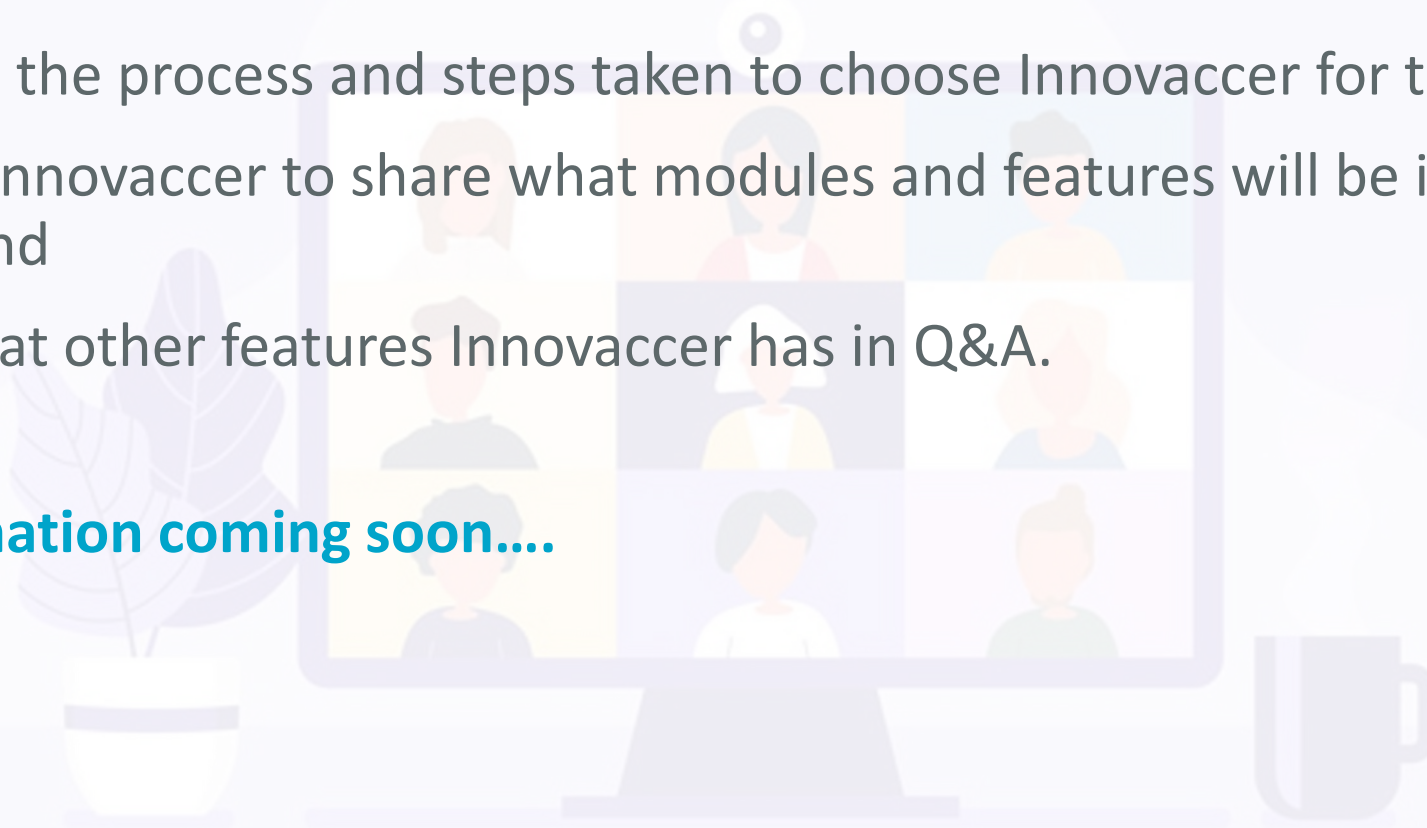 the process and steps taken to choose Innovaccer for t
nnovaccer to share what modules and features will be i
nd
at other features Innovaccer has in Q&A.
ation coming soon....